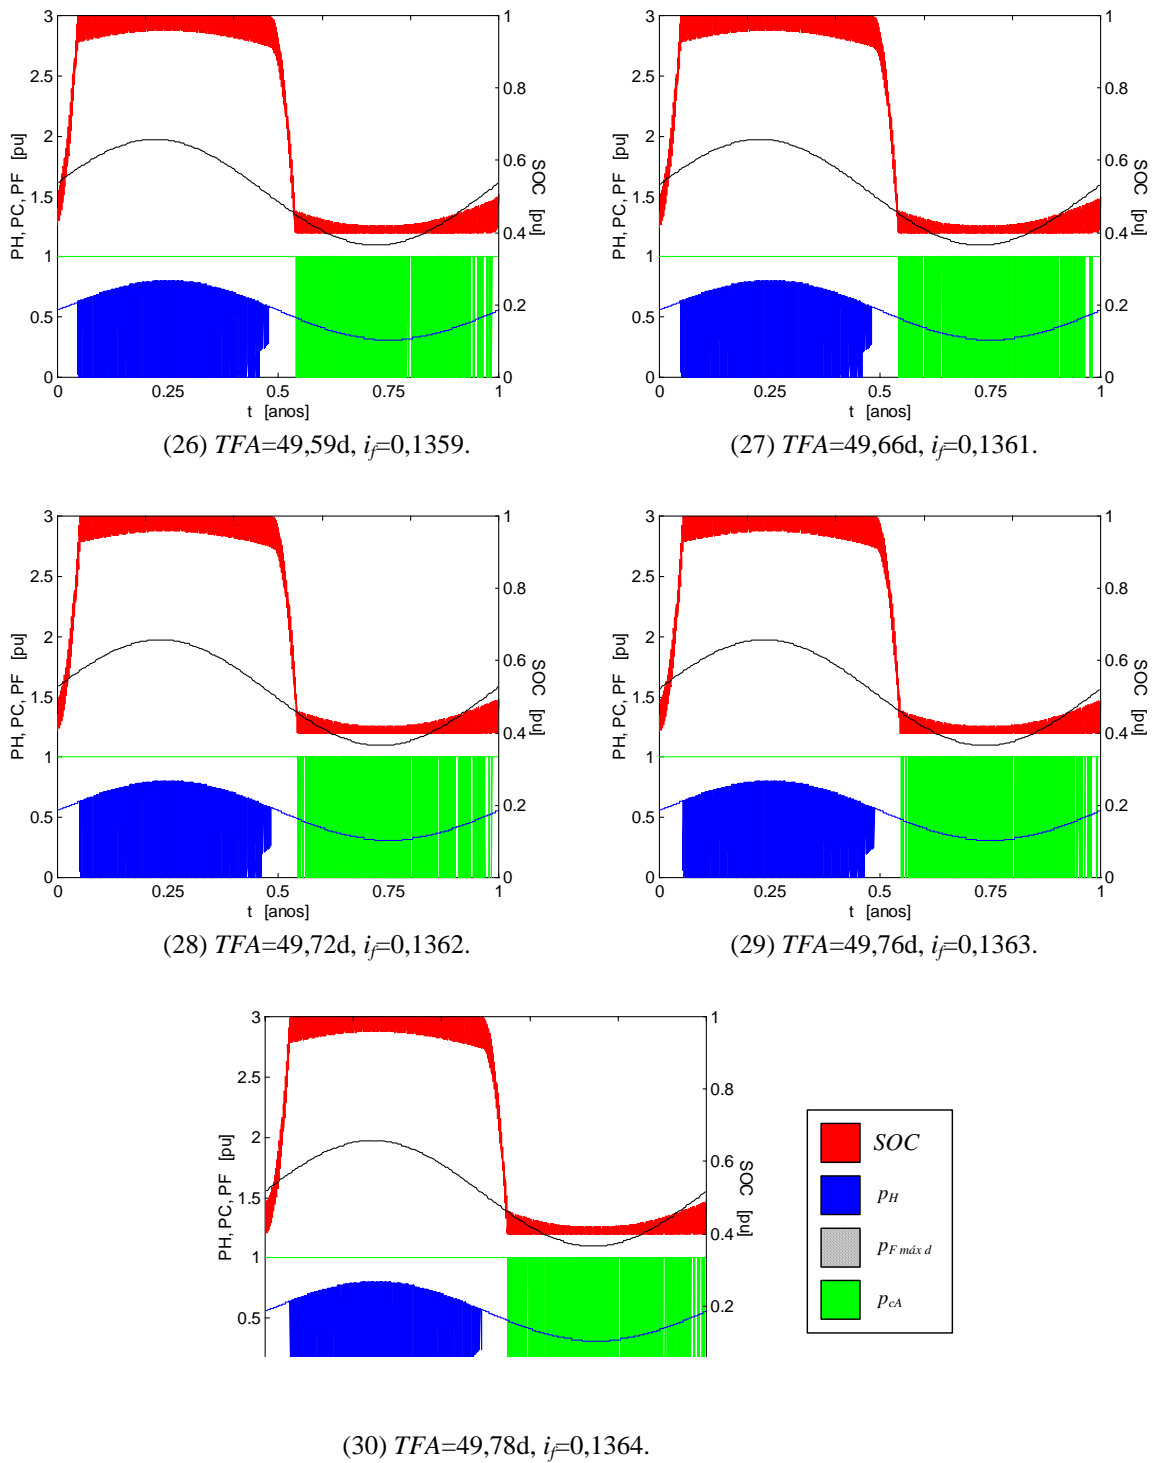 3
2.5
2
1.5
1
0.5
0
PH, PC, PF [pu]
1
0.8
0.6
0.4
0.2
0
SOC [pu]
0 0.25 0.5 0.75 1
t [anos]
(26) TFA=49,59d, if=0,1359.
3
2.5
2
1.5
1
0.5
0
PH, PC, PF [pu]
1
0.8
0.6
0.4
0.2
0
SOC [pu]
0 0.25 0.5 0.75 1
t [anos]
(27) TFA=49,66d, if=0,1361.
3
2.5
2
1.5
1
0.5
0
PH, PC, PF [pu]
1
0.8
0.6
0.4
0.2
0
SOC [pu]
0 0.25 0.5 0.75 1
t [anos]
(28) TFA=49,72d, if=0,1362.
3
2.5
2
1.5
1
0.5
0
PH, PC, PF [pu]
1
0.8
0.6
0.4
0.2
0
SOC [pu]
0 0.25 0.5 0.75 1
t [anos]
(29) TFA=49,76d, if=0,1363.
3
2.5
2
1.5
1
0.5
PH, PC, PF [pu]
1
0.8
0.6
0.4
0.2
SOC [pu]
SOC
pH
pF máx d
pcA
(30) TFA=49,78d, if=0,1364.